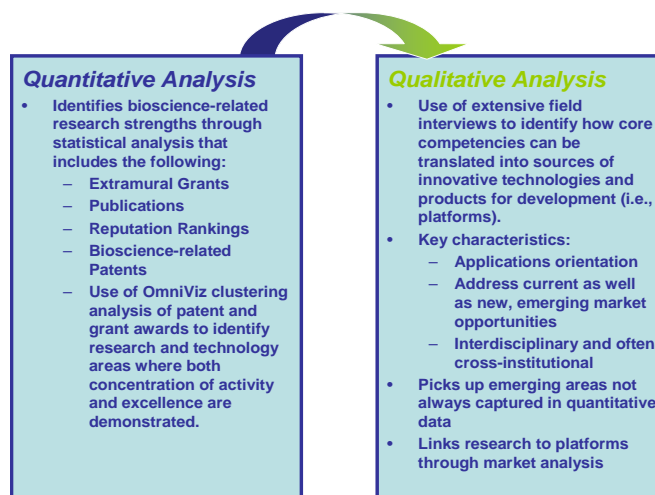 Quantitative Analysis
• Identifies bioscience-related
research strengths through
statistical analysis that
includes the following:
– Extramural Grants
– Publications
– Reputation Rankings
– Bioscience-related
Patents
– Use of OmniViz clustering
analysis of patent and
grant awards to identify
research and technology
areas where both
concentration of activity
and excellence are
demonstrated.
Qualitative Analysis
• Use of extensive field
interviews to identify how core
competencies can be
translated into sources of
innovative technologies and
products for development (i.e.,
platforms).
• Key characteristics:
– Applications orientation
– Address current as well
as new, emerging market
opportunities
– Interdisciplinary and often
cross-institutional
• Picks up emerging areas not
always captured in quantitative
data
• Links research to platforms
through market analysis